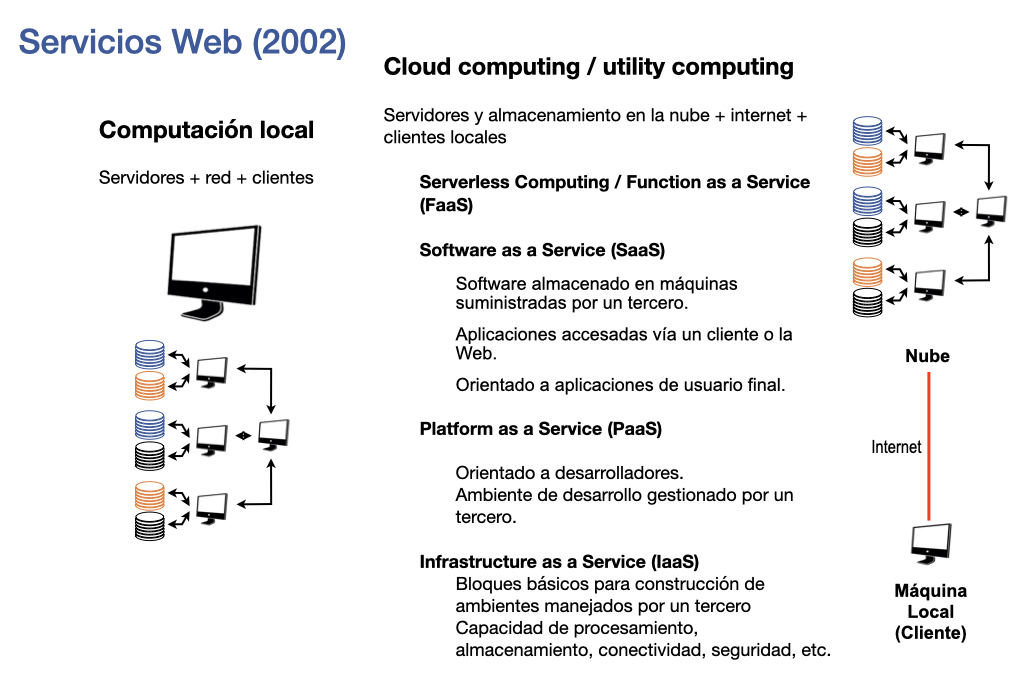 Servicios Web (2002)
Computación local
Servidores + red + clientes
Cloud computing / utility computing
Servidores y almacenamiento en la nube + internet +
clientes locales
Serverless Computing / Function as a Service
(FaaS)
Software as a Service (SaaS)
Software almacenado en máquinas
suministradas por un tercero.
Aplicaciones accesadas vía un cliente o la
Web.
Orientado a aplicaciones de usuario final.
Platform as a Service (PaaS)
Orientado a desarrolladores.
Ambiente de desarrollo gestionado por un
tercero.
Infrastructure as a Service (IaaS)
Bloques básicos para construcción de
ambientes manejados por un tercero
Capacidad de procesamiento,
almacenamiento, conectividad, seguridad, etc.
Nube
Internet
Máquina
Local
(Cliente)